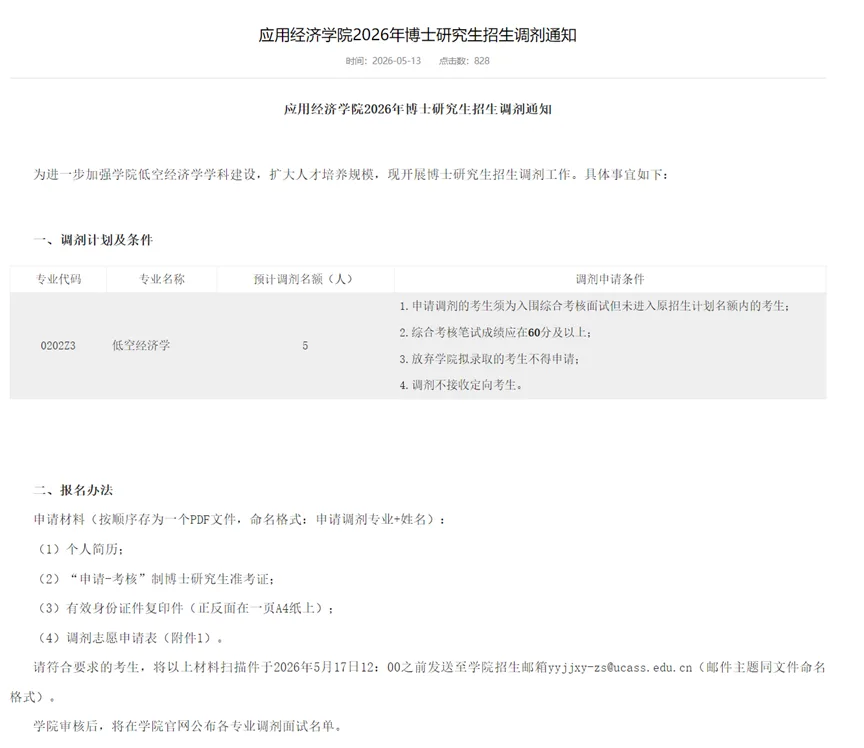 应用经济学院2026年博士研究生招生调剂通知
时间：2026-05-13 点击数：828
应用经济学院2026年博士研究生招生调剂通知
为进一步加强学院低空经济学学科建设，扩大人才培养规模，现开展博士研究生招生调剂工作。具体事宜如下：
一、调剂计划及条件
专业代码 专业名称 预计调剂名额（人） 调剂申请条件
0202Z3 低空经济学 5
1.申请调剂的考生须为入围综合考核面试但未进入原招生计划名额内的考生；
2.综合考核笔试成绩应在60分及以上；
3.放弃学院拟录取的考生不得申请；
4.调剂不接收定向考生。
二、报名办法
申请材料（按顺序存为一个PDF文件，命名格式：申请调剂专业+姓名）：
（1）个人简历；
（2）“申请-考核”制博士研究生准考证；
（3）有效身份证件复印件（正反面在一页A4纸上）；
（4）调剂志愿申请表（附件1）。
请符合要求的考生，将以上材料扫描件于2026年5月17日12：00之前发送至学院招生邮箱yyjjxy-zs@ucass.edu.cn（邮件主题同文件命名
格式）。
学院审核后，将在学院官网公布各专业调剂面试名单。